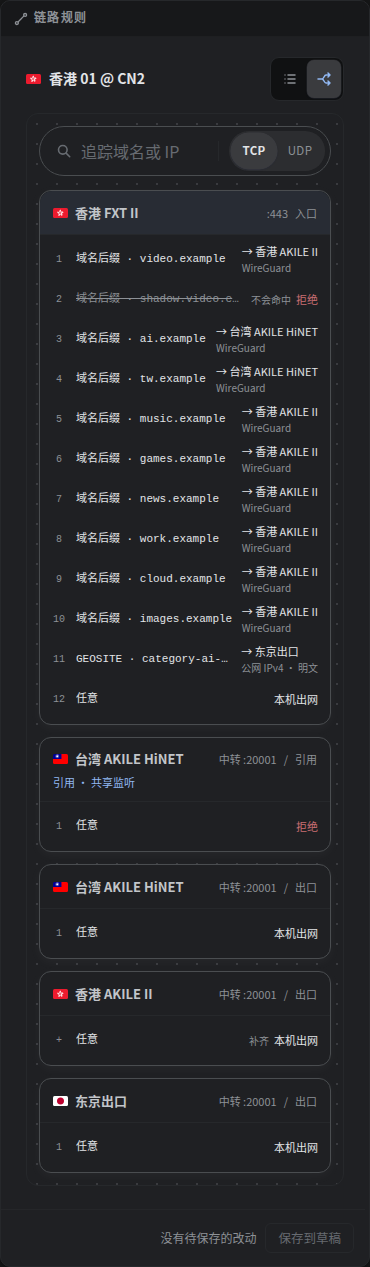 链路规则
香港 01 @ CN2
追踪域名或 IP TCP UDP
香港 FXT II :443 入口
1 域名后缀 · video.example → 香港 AKILE II
WireGuard
2 域名后缀 · shadow.video.e… 不会命中 拒绝
3 域名后缀 · ai.example → 台湾 AKILE HiNET
WireGuard
4 域名后缀 · tw.example → 台湾 AKILE HiNET
WireGuard
5 域名后缀 · music.example → 香港 AKILE II
WireGuard
6 域名后缀 · games.example → 香港 AKILE II
WireGuard
7 域名后缀 · news.example → 香港 AKILE II
WireGuard
8 域名后缀 · work.example → 香港 AKILE II
WireGuard
9 域名后缀 · cloud.example → 香港 AKILE II
WireGuard
10 域名后缀 · images.example → 香港 AKILE II
WireGuard
11 GEOSITE · category-ai-… → 东京出口
公网 IPv4 · 明文
12 任意 本机出网
台湾 AKILE HiNET 中转 :20001 / 引用
引用 · 共享监听
1 任意 拒绝
台湾 AKILE HiNET 中转 :20001 / 出口
1 任意 本机出网
香港 AKILE II 中转 :20001 / 出口
+ 任意 补齐 本机出网
东京出口 中转 :20001 / 出口
1 任意 本机出网
没有待保存的改动 保存到草稿